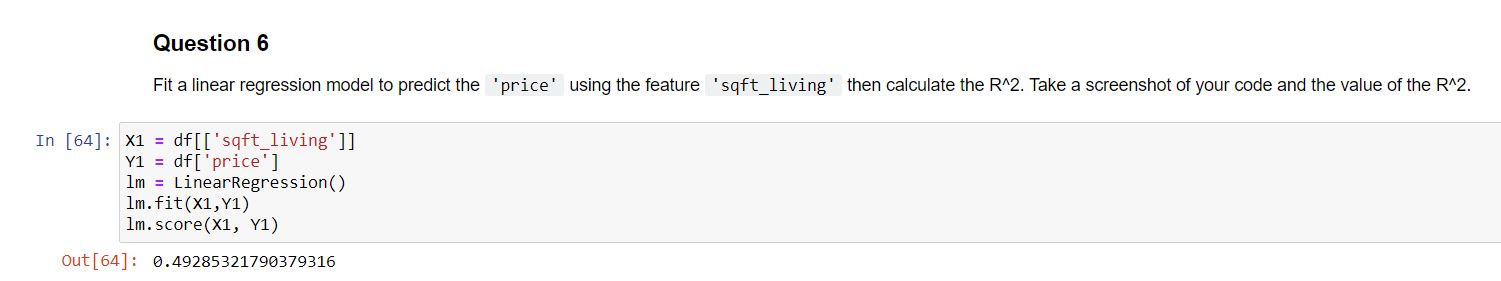 Question 6
Fit a linear regression model to predict the 'price' using the feature 'sqft_living' then calculate the R^2. Take a screenshot of your code and the value of the R^2.
In [64]: X1 = df[['sqft_living']]
Y1 = df['price']
lm = LinearRegression()
lm.fit(X1,Y1)
lm.score(X1, Y1)
Out[64]: 0.49285321790379316